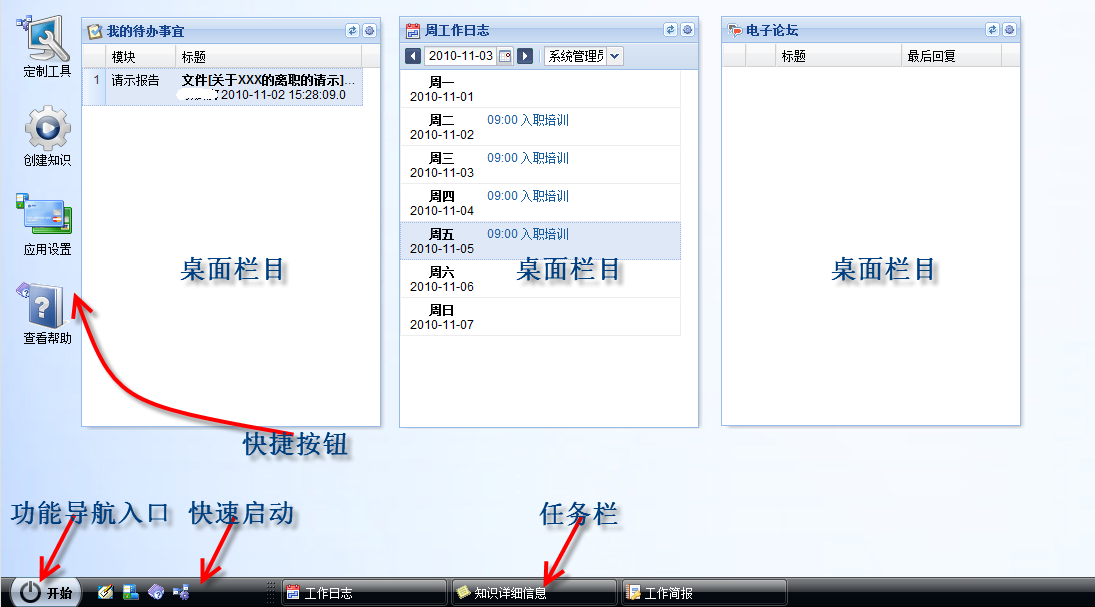 定制工具
创建知识
应用设置
查看帮助
我的待办事宜
模块 标题
1 请示报告 文件[关于XXX的离职的请示]...
2010-11-02 15:28:09.0
桌面栏目
周工作日志
2010-11-03 系统管理员
周一
2010-11-01
周二 09:00 入职培训
2010-11-02
周三 09:00 入职培训
2010-11-03
周四 09:00 入职培训
2010-11-04
周五 09:00 入职培训
2010-11-05
桌面栏目
周六
2010-11-06
周日
2010-11-07
电子论坛
标题 最后回复
桌面栏目
快捷按钮
功能导航入口 快速启动 任务栏
开始 工作日志 知识详细信息 工作简报